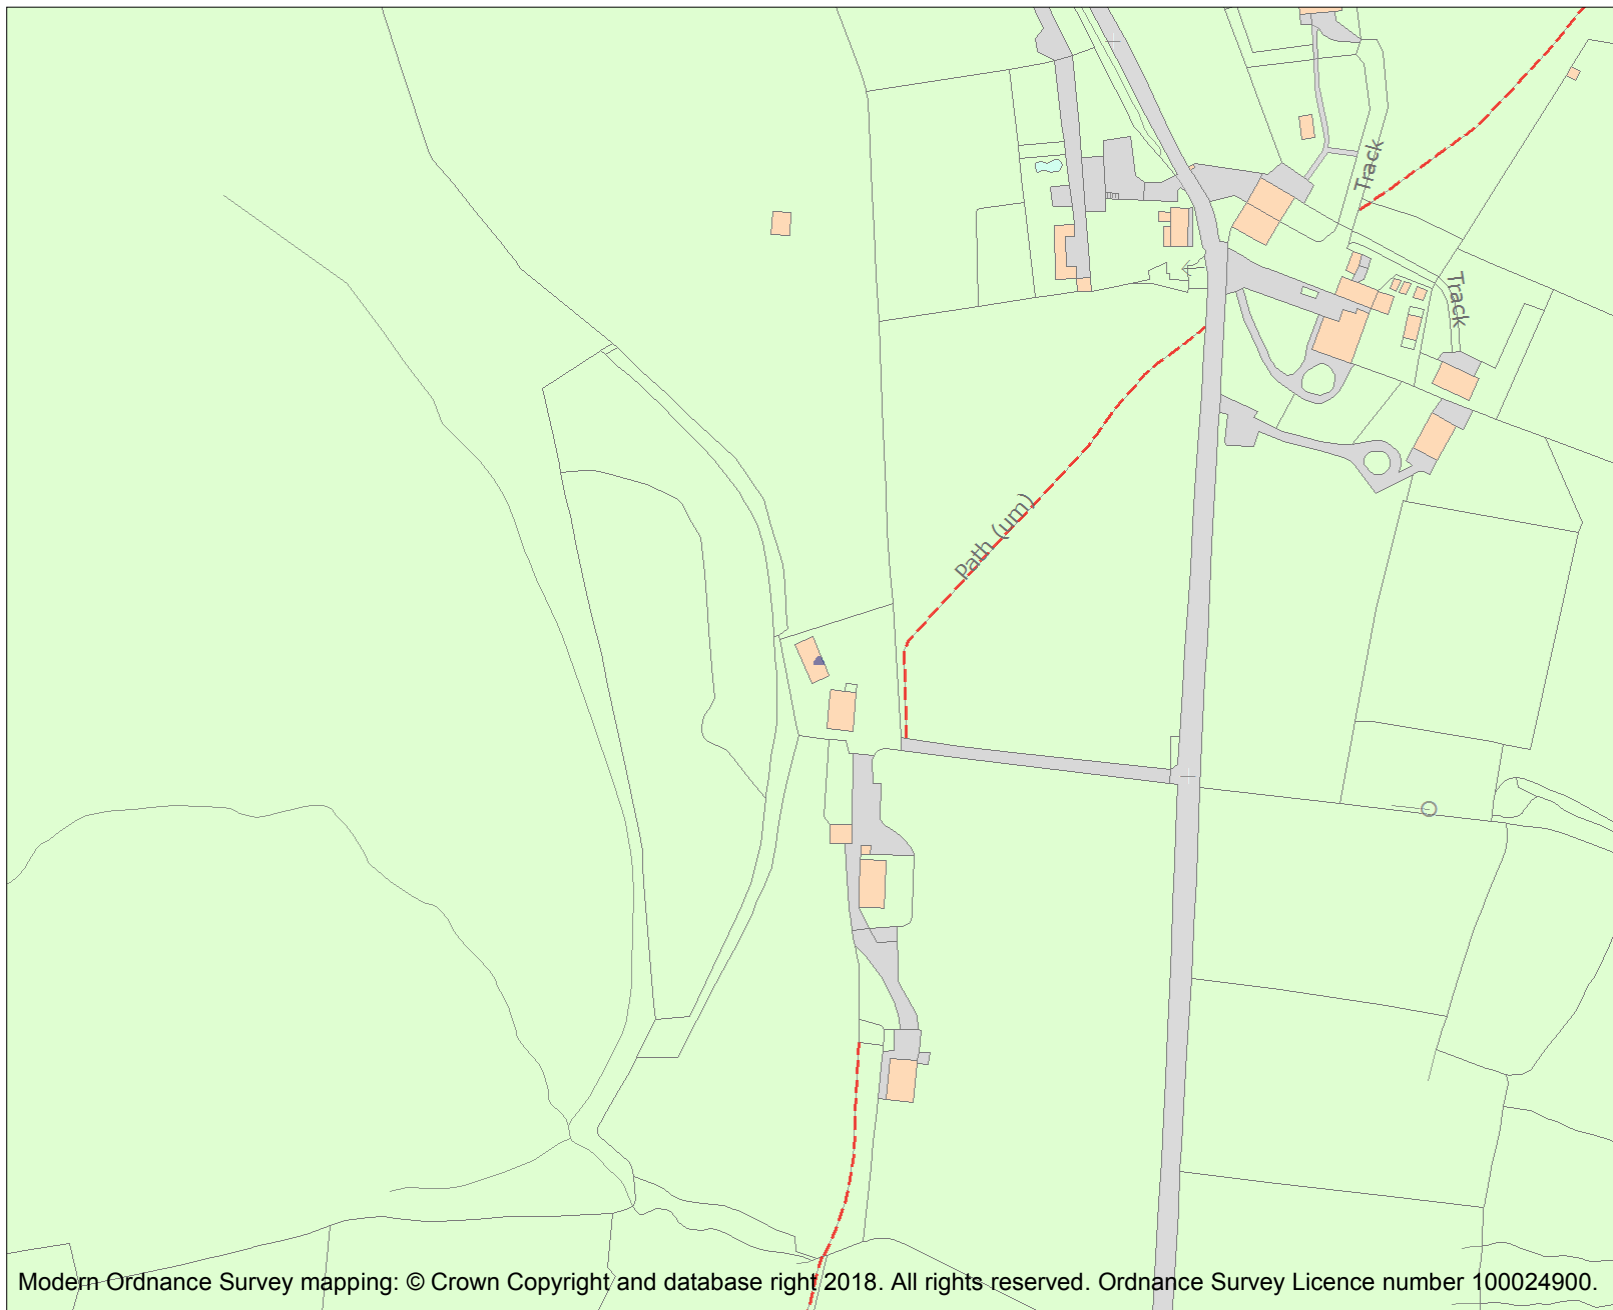 Track
Track
Path (um)
Modern Ordnance Survey mapping: © Crown Copyright and database right 2018. All rights reserved. Ordnance Survey Licence number 100024900.